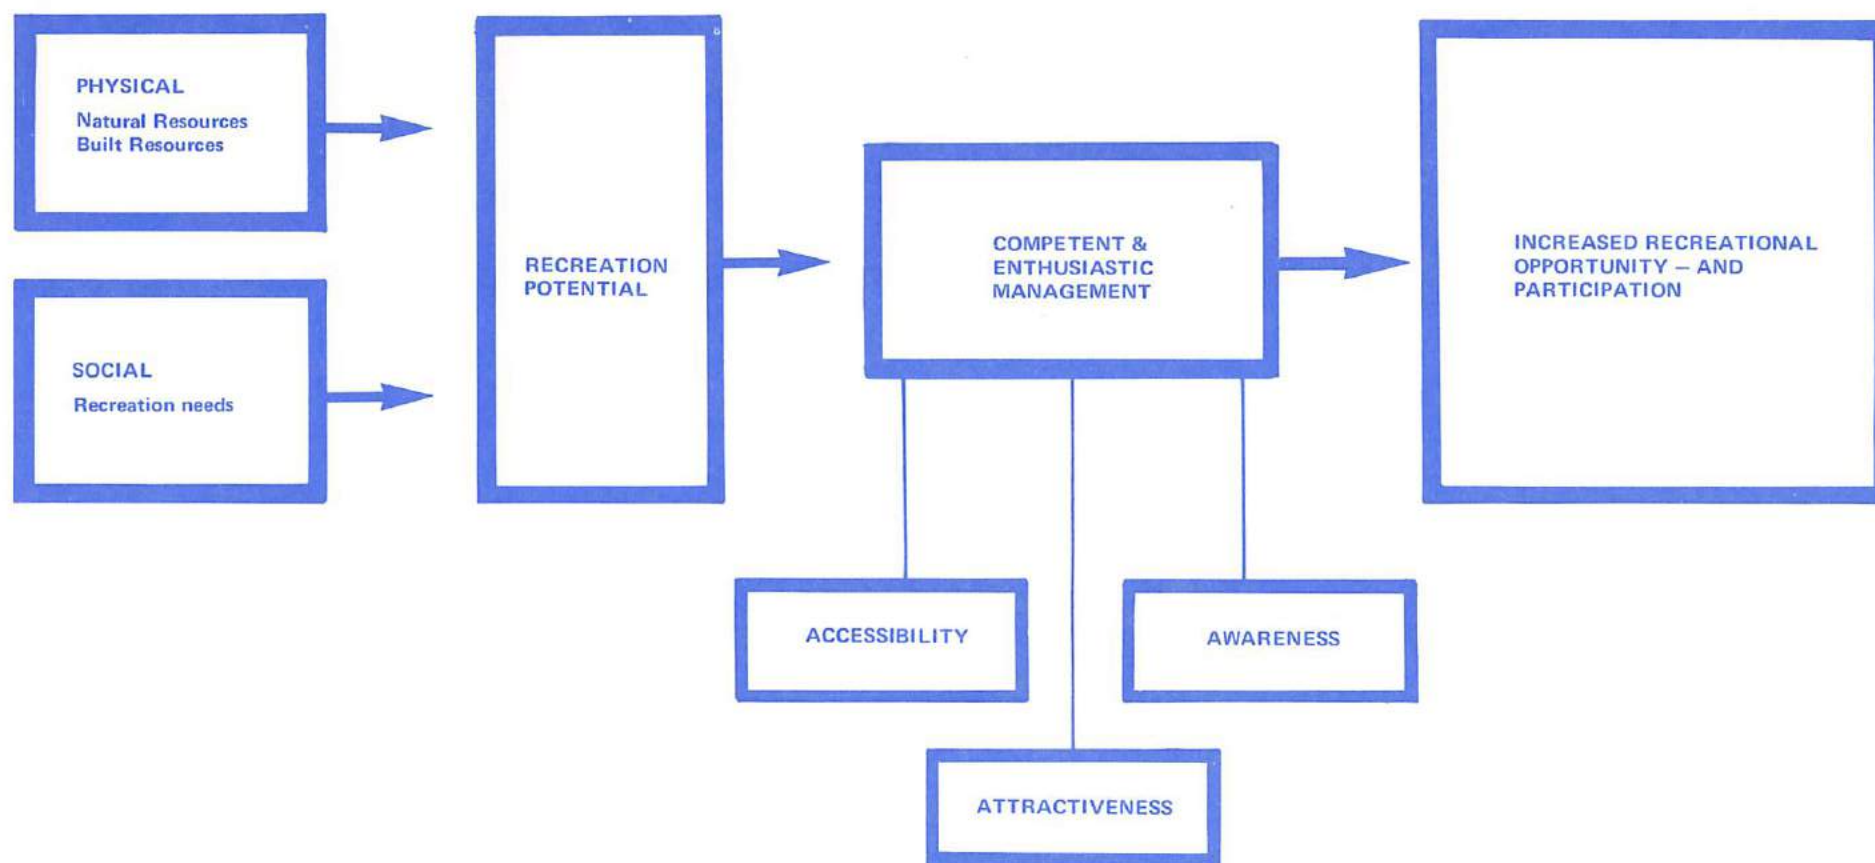 PHYSICAL
Natural Resources
Built Resources
SOCIAL
Recreation needs
RECREATION
POTENTIAL
COMPETENT &
ENTHUSIASTIC
MANAGEMENT
INCREASED RECREATIONAL
OPPORTUNITY – AND
PARTICIPATION
ACCESSIBILITY
AWARENESS
ATTRACTIVENESS